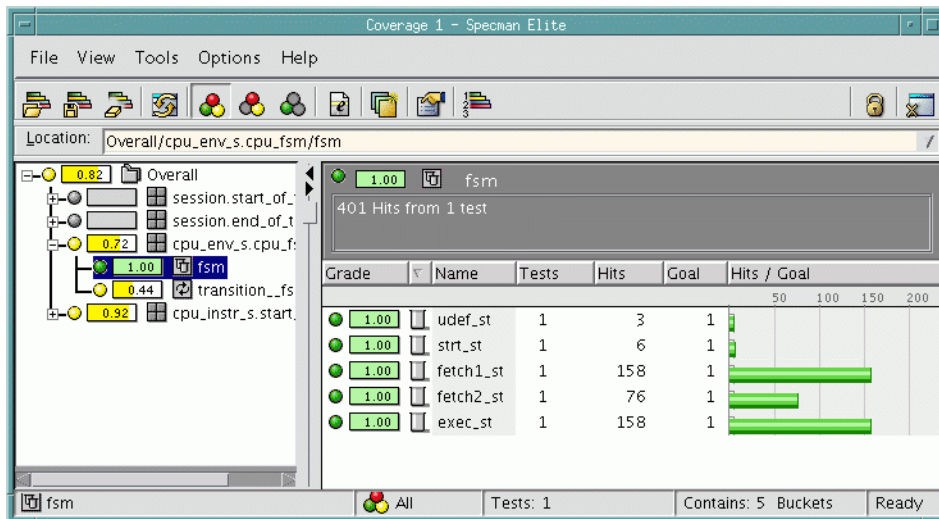 Coverage 1 - Specman Elite
File View Tools Options Help
Location: Overall/cpu_env_s.cpu_fsm/fsm
0.82 Overall
session.start_of_
session.end_of_t
0.72 cpu_env_s.cpu_f
1.00 fsm
0.44 transition__fs
0.92 cpu_instr_s.start
1.00 fsm
401 Hits from 1 test
Grade Name Tests Hits Goal Hits / Goal
50 100 150 200
1.00 udef_st 1 3 1
1.00 strt_st 1 6 1
1.00 fetch1_st 1 158 1
1.00 fetch2_st 1 76 1
1.00 exec_st 1 158 1
fsm All Tests: 1 Contains: 5 Buckets Ready